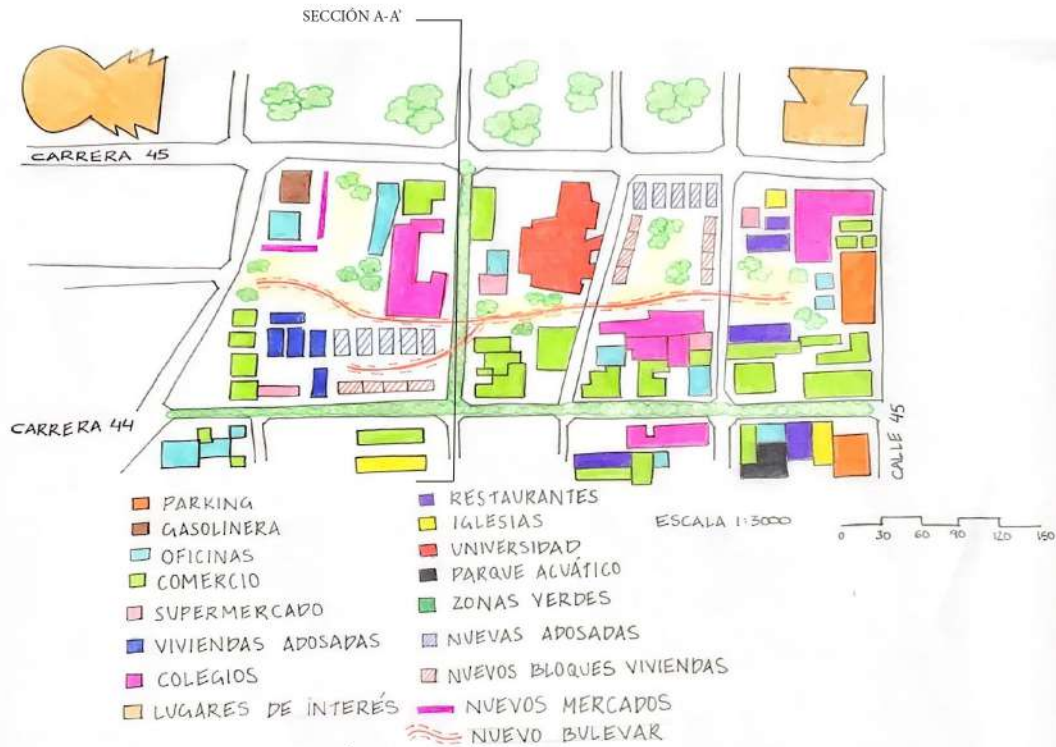 SECCIÓN A-A'
CARRERA 45
CARRERA 44
CALLE 45
PARKING
GASOLINERA
OFICINAS
COMERCIO
SUPERMERCADO
VIVIENDAS ADOSADAS
COLEGIOS
LUGARES DE INTERÉS
RESTAURANTES
IGLESIAS
UNIVERSIDAD
PARQUE ACUÁTICO
ZONAS VERDES
NUEVAS ADOSADAS
NUEVOS BLOQUES VIVIENDAS
NUEVOS MERCADOS
NUEVO BULEVAR
ESCALA 1:3000
0 30 60 90 120 150